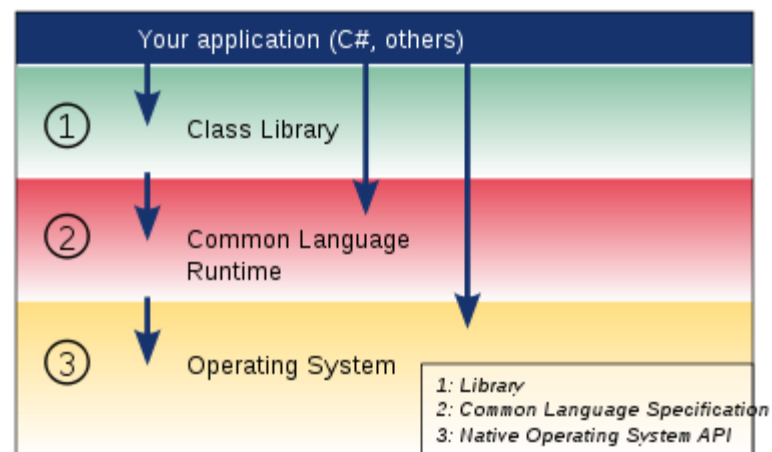 Your application (C#, others)
1
Class Library
2
Common Language
Runtime
3
Operating System
1: Library
2: Common Language Specification
3: Native Operating System API